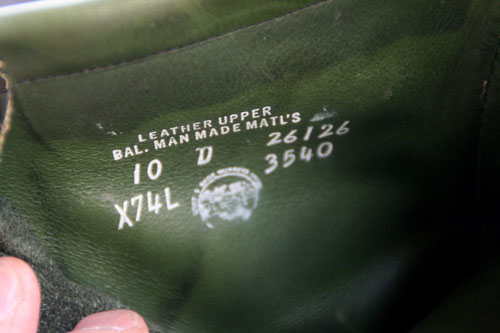 LEATHER UPPER
BAL. MAN MADE MATL'S
10 D 26126
X74L 3540